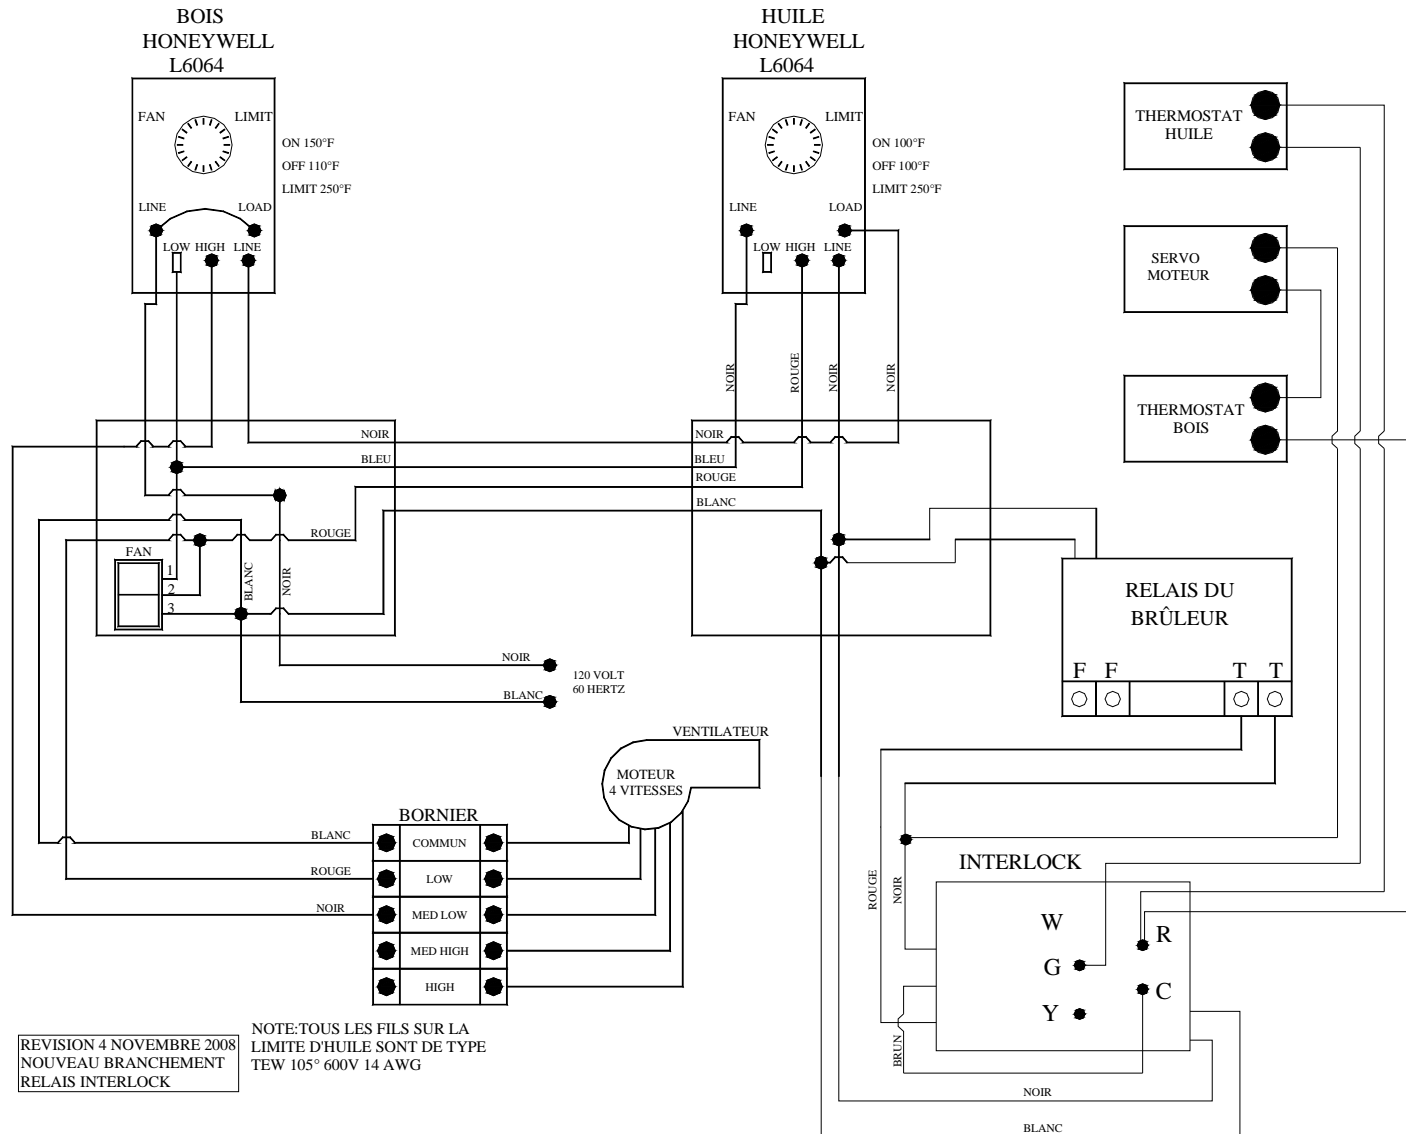 BOIS
HONEYWELL
L6064
FAN
LIMIT
ON 150°F
OFF 110°F
LIMIT 250°F
LINE
LOAD
LOW
HIGH
LINE
HUILE
HONEYWELL
L6064
FAN
LIMIT
ON 100°F
OFF 100°F
LIMIT 250°F
LINE
LOAD
LOW
HIGH
LINE
THERMOSTAT
HUILE
SERVO
MOTEUR
THERMOSTAT
BOIS
NOIR
ROUGE
NOIR
NOIR
NOIR
BLEU
ROUGE
FAN
1
2
3
BLANC
NOIR
NOIR
BLEU
ROUGE
BLANC
NOIR
BLANC
120 VOLT
60 HERTZ
RELAIS DU
BRÛLEUR
F
F
T
T
VENTILATEUR
MOTEUR
4 VITESSES
BORNIER
BLANC
COMMUN
ROUGE
LOW
NOIR
MED LOW
MED HIGH
HIGH
INTERLOCK
ROUGE
NOIR
W
R
G
C
Y
BRUN
NOIR
BLANC
REVISION 4 NOVEMBRE 2008
NOUVEAU BRANCHEMENT
RELAIS INTERLOCK
NOTE:TOUS LES FILS SUR LA
LIMITE D'HUILE SONT DE TYPE
TEW 105° 600V 14 AWG